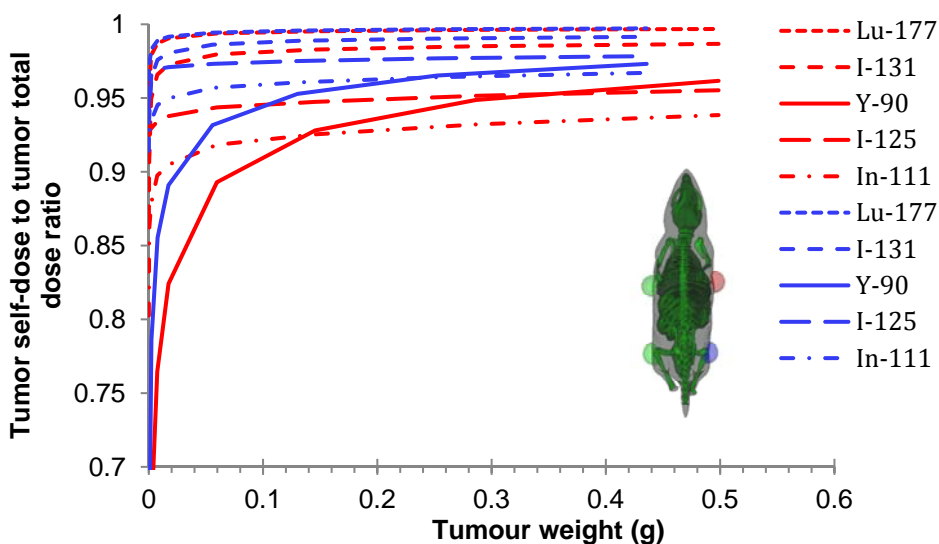 Tumor self-dose to tumor total
dose ratio
1
0.95
0.9
0.85
0.8
0.75
0.7
0
0.1
0.2
0.3
0.4
0.5
0.6
Tumour weight (g)
Lu-177
I-131
Y-90
I-125
In-111
Lu-177
I-131
Y-90
I-125
In-111